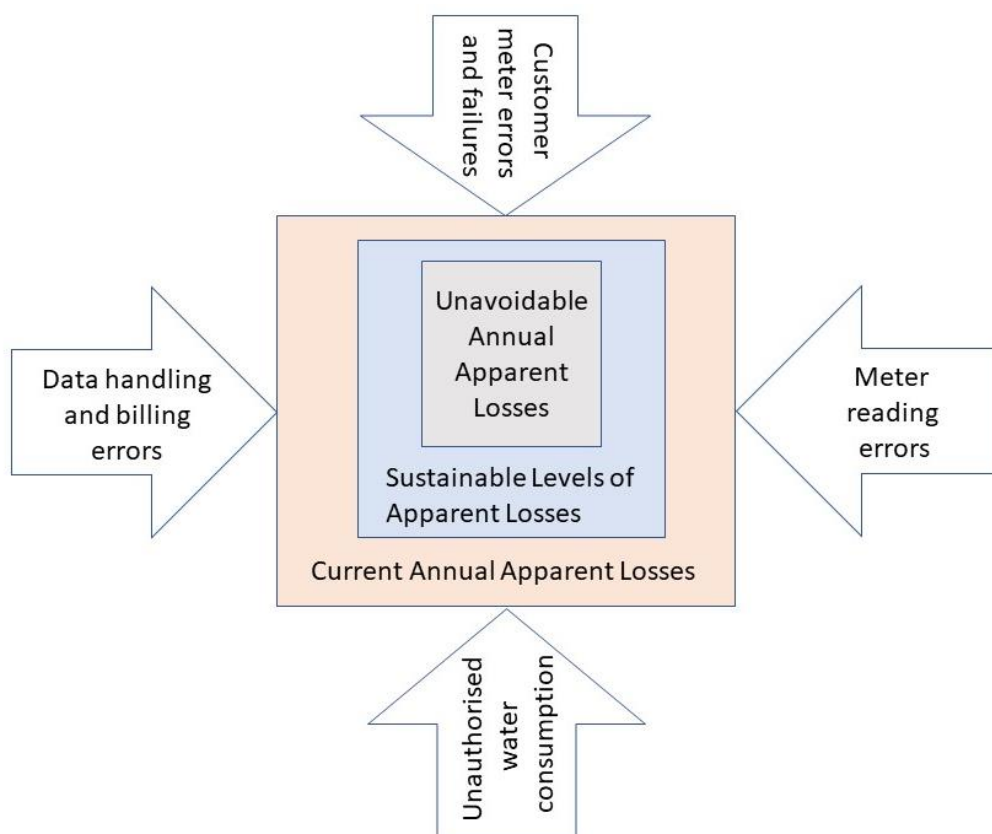 Customer
meter errors
and failures
Data handling
and billing
errors
Unavoidable
Annual
Apparent
Losses
Sustainable Levels of
Apparent Losses
Current Annual Apparent Losses
Meter
reading
errors
Unauthorised
water
consumption